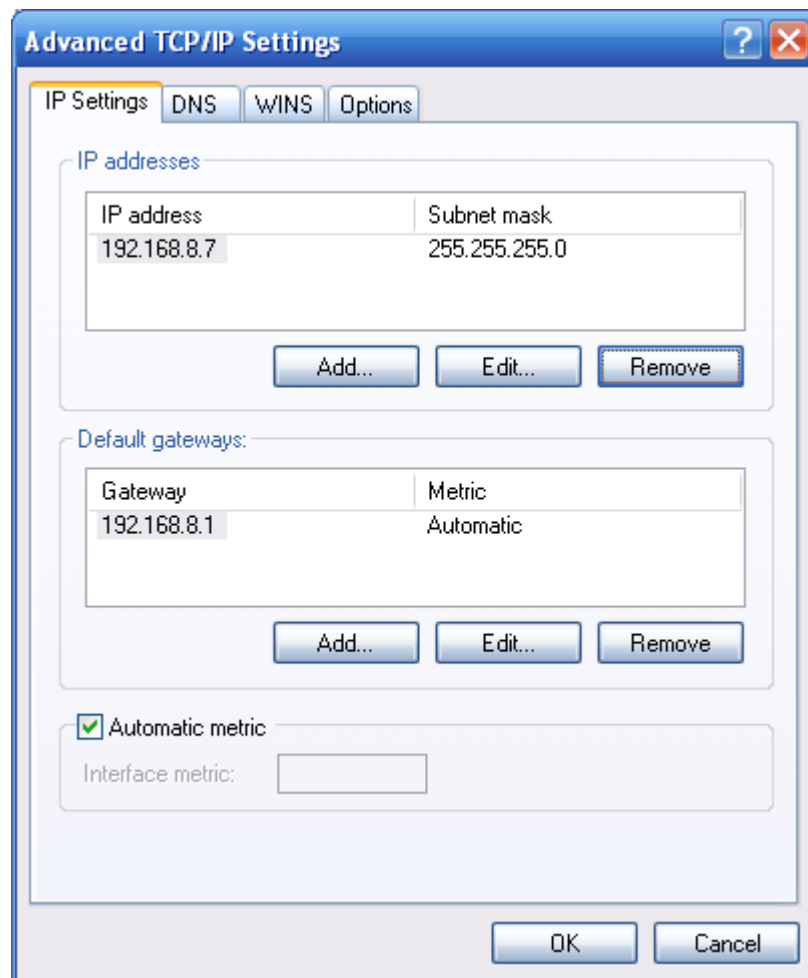 Advanced TCP/IP Settings
IP Settings DNS WINS Options
IP addresses
IP address Subnet mask
192.168.8.7 255.255.255.0
Add... Edit... Remove
Default gateways:
Gateway Metric
192.168.8.1 Automatic
Add... Edit... Remove
Automatic metric
Interface metric:
OK Cancel